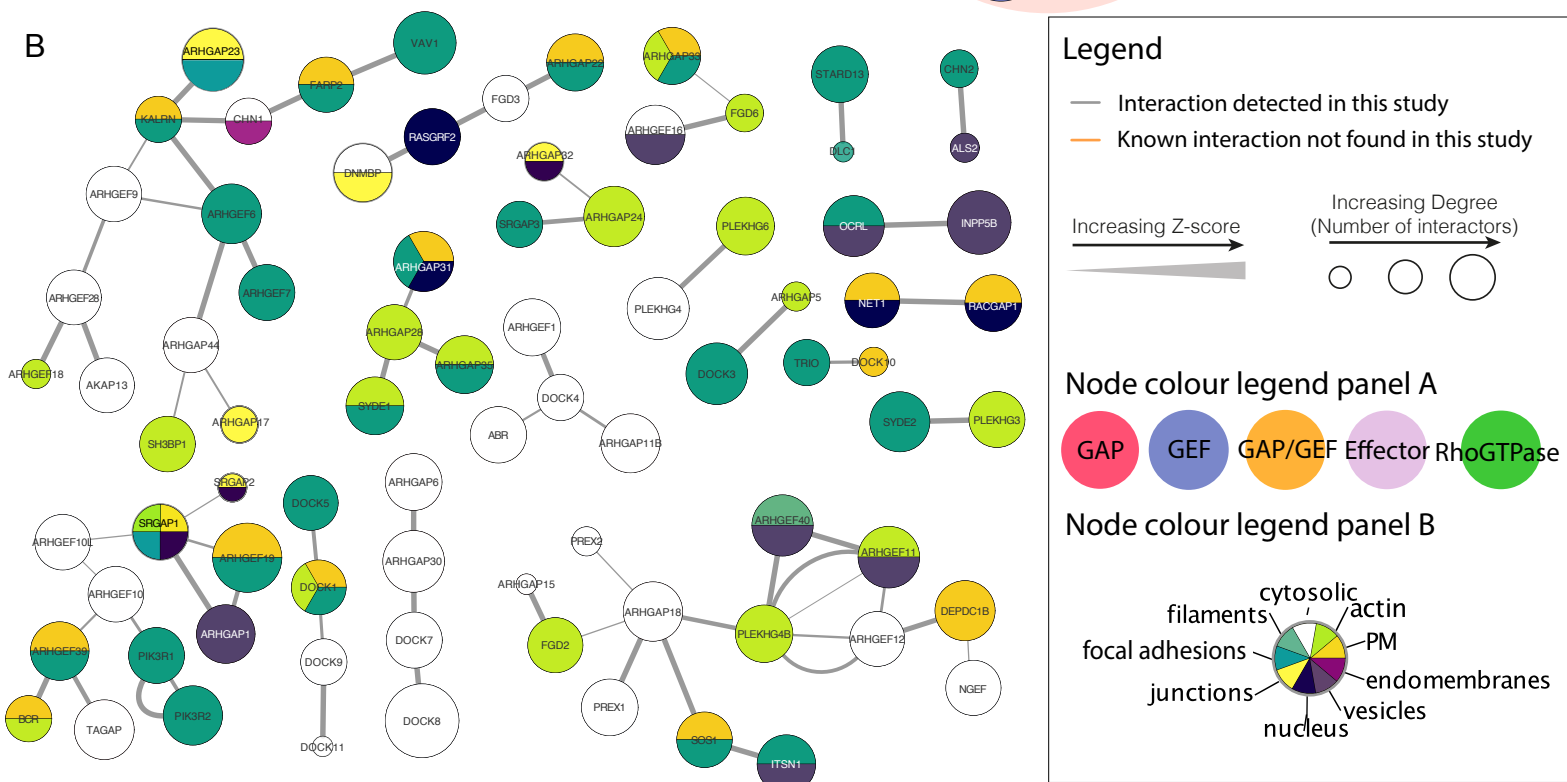 B
ARHGAP23
VAV1
FARP2
KALRN
CHN1
ARHGEF9
ARHGEF6
ARHGEF28
ARHGEF7
ARHGAP44
ARHGEF18
AKAP13
SH3BP1
ARHGAP17
ARHGAP22
FGD3
RASGRF2
DNMBP
ARHGAP33
FGD6
ARHGEF16
ARHGAP32
SRGAP3
ARHGAP24
STARD13
DLC1
CHN2
ALS2
ARHGAP31
ARHGAP28
ARHGAP35
SYDE1
PLEKHG6
PLEKHG4
OCRL
INPP5B
ARHGEF1
DOCK4
ABR
ARHGAP11B
ARHGAP5
DOCK3
NET1
RACGAP1
TRIO
DOCK10
SYDE2
PLEKHG3
SRGAP2
SRGAP1
ARHGEF10L
ARHGEF19
ARHGEF10
ARHGAP1
ARHGEF39
PIK3R1
BCR
TAGAP
PIK3R2
DOCK5
DOCK1
DOCK9
DOCK11
ARHGAP6
ARHGAP30
DOCK7
DOCK8
PREX2
ARHGAP15
ARHGAP18
FGD2
PREX1
ARHGEF40
ARHGEF11
PLEKHG4B
ARHGEF12
DEPDC1B
NGEF
SOS1
ITSN1
Legend
Interaction detected in this study
Known interaction not found in this study
Increasing Z-score
Increasing Degree
(Number of interactors)
Node colour legend panel A
GAP
GEF
GAP/GEF
Effector
RhoGTPase
Node colour legend panel B
cytosolic
filaments
actin
PM
focal adhesions
endomembranes
junctions
vesicles
nucleus